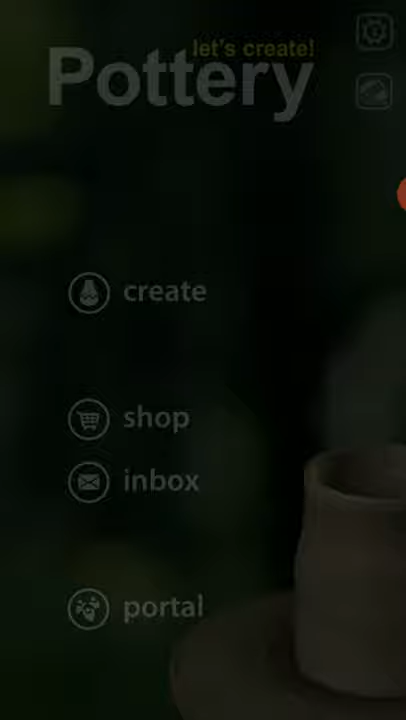 let's create!
Pottery
create
shop
inbox
portal